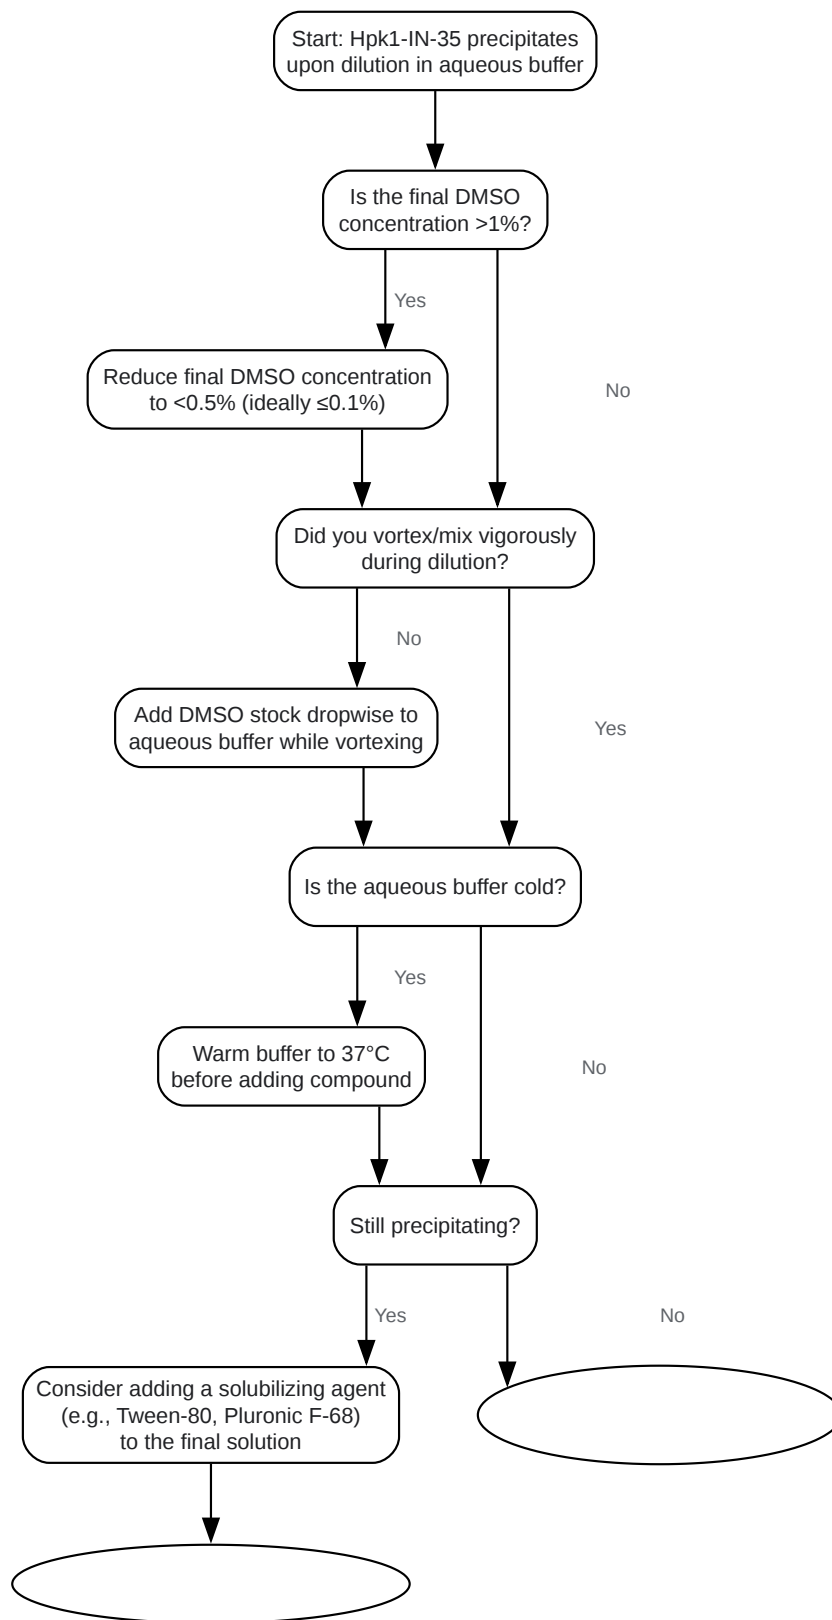 Start: Hpk1-IN-35 precipitates
upon dilution in aqueous buffer
Is the final DMSO
concentration >1%?
Yes
Reduce final DMSO concentration
to <0.5% (ideally ≤0.1%)
No
Did you vortex/mix vigorously
during dilution?
No
Add DMSO stock dropwise to
aqueous buffer while vortexing
Yes
Is the aqueous buffer cold?
Yes
Warm buffer to 37°C
before adding compound
No
Still precipitating?
Yes
No
Consider adding a solubilizing agent
(e.g., Tween-80, Pluronic F-68)
to the final solution